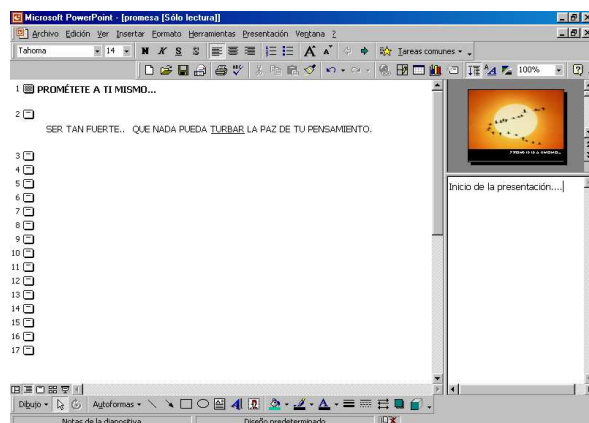 Microsoft PowerPoint - [promesa [Sólo lectura]]
Archivo Edición Ver Insertar Formato Herramientas Presentación Ventana ?
Tahoma 14 N K S S Tareas comunes
100%
1 PROMÉTETE A TI MISMO...
2
SER TAN FUERTE.. QUE NADA PUEDA TURBAR LA PAZ DE TU PENSAMIENTO.
3
4
5
6
7
8
9
10
11
12
13
14
15
16
17
Inicio de la presentación....
Dibujo Autoformas
Notas de la diapositiva Diseño predeterminado